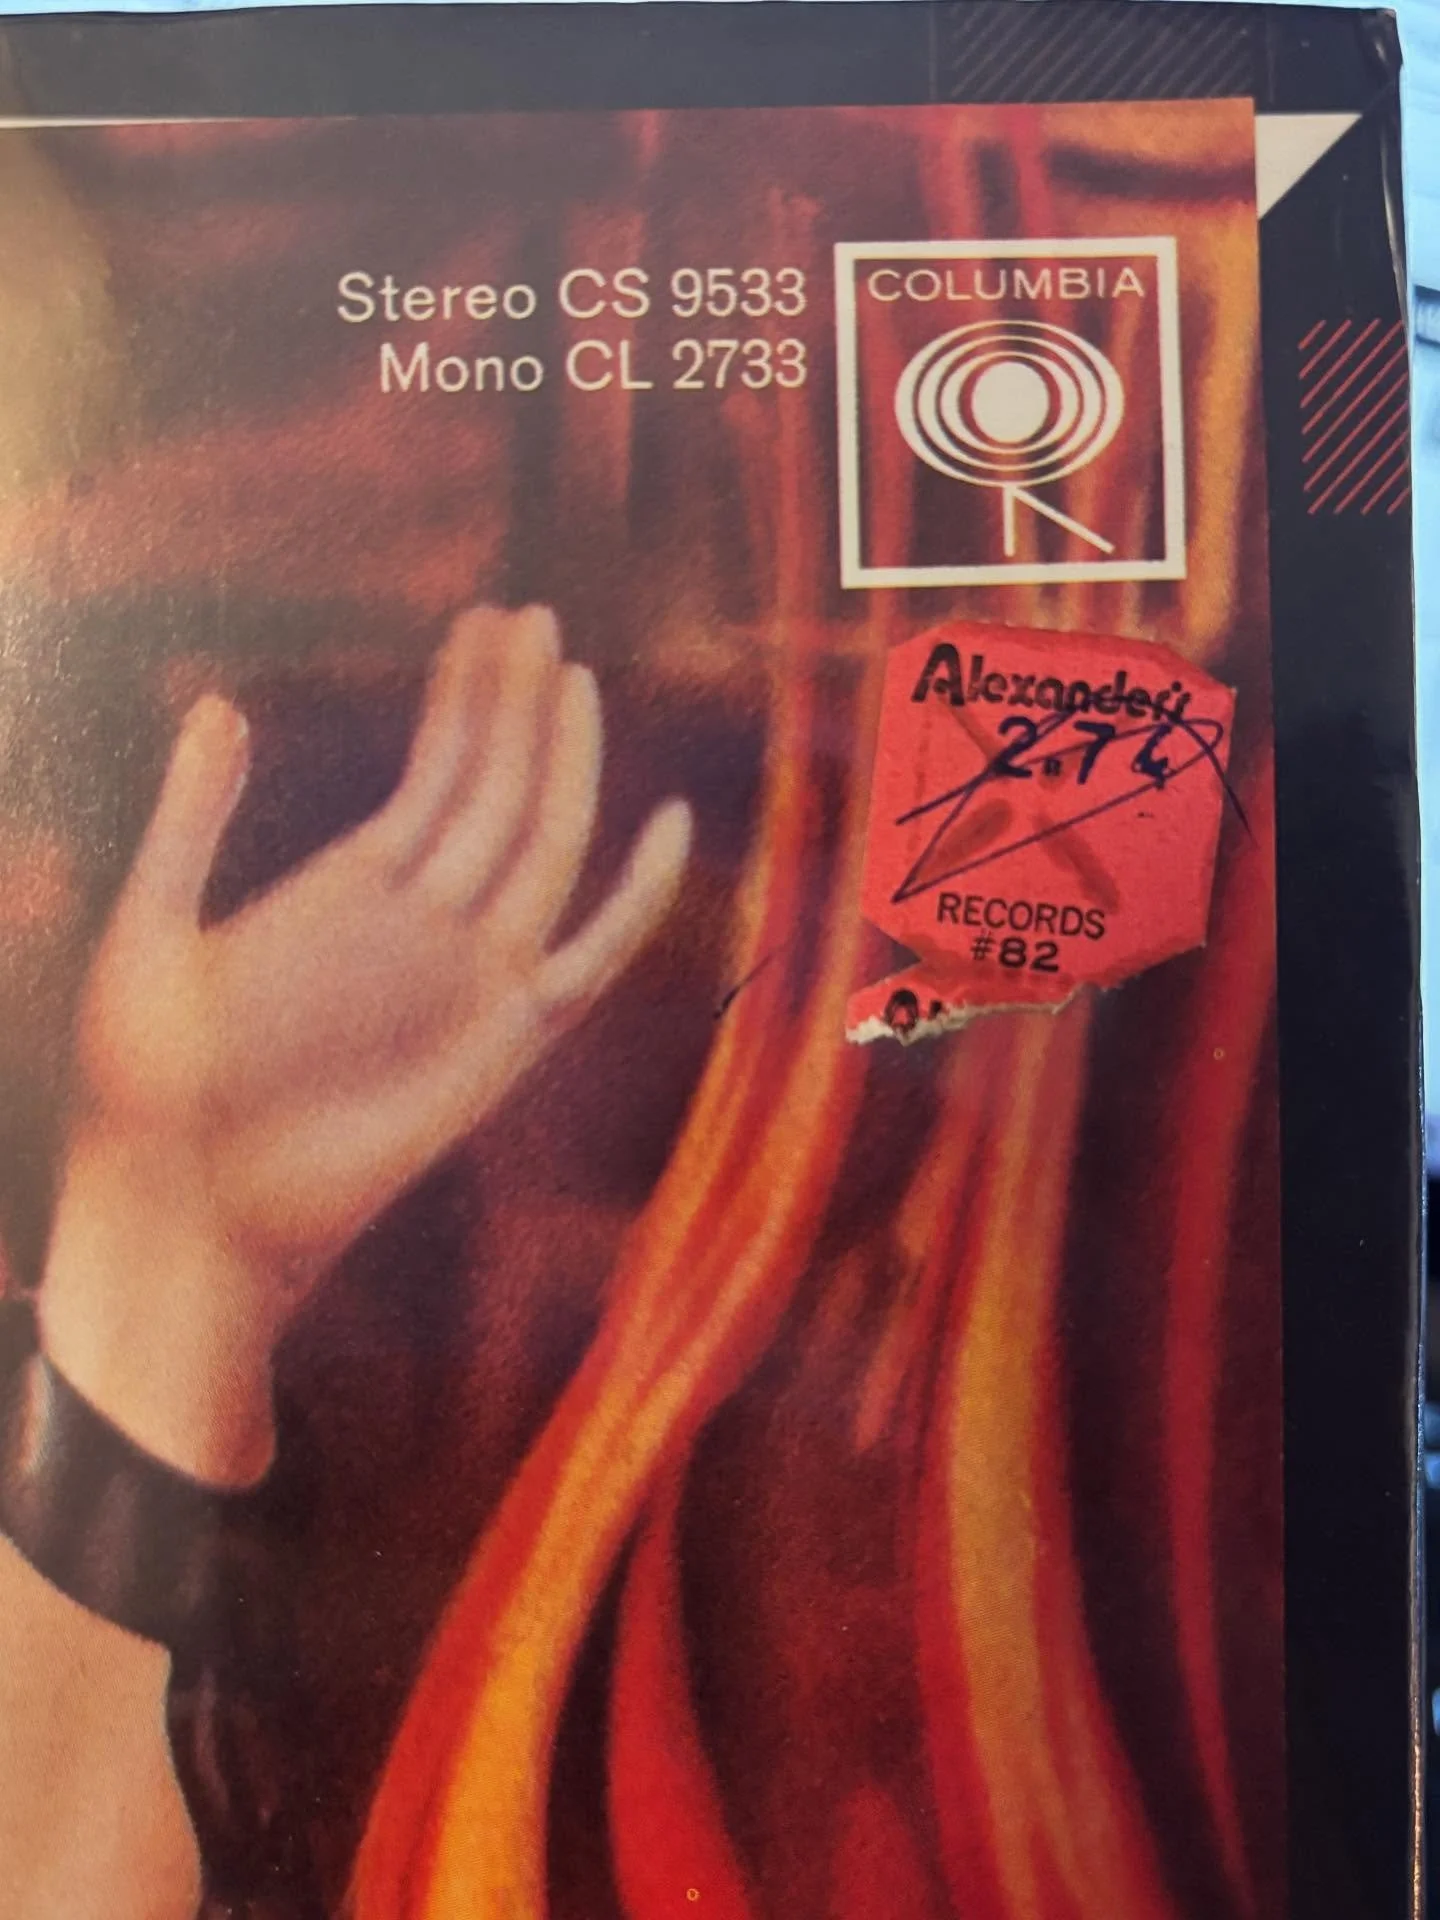 Stereo CS 9533
Mono CL 2733
COLUMBIA
Alexander's
2.74
RECORDS
#82